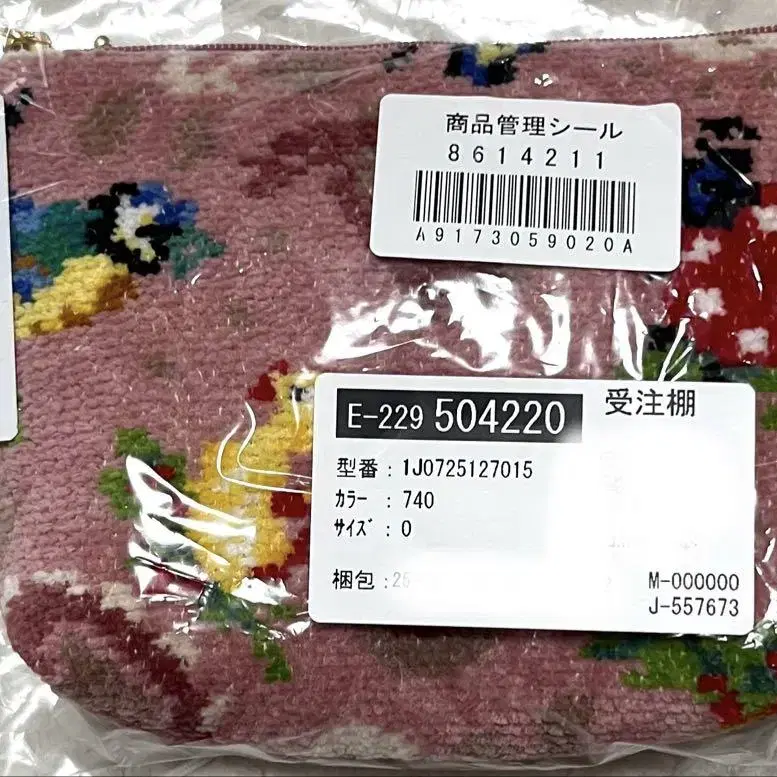 商品管理シール
8614211
A9173059020A
E-229 504220 受注棚
型番 : 1J0725127015
ｶﾗｰ : 740
ｻｲｽﾞ : 0
梱包 : 25
M-000000
J-557673